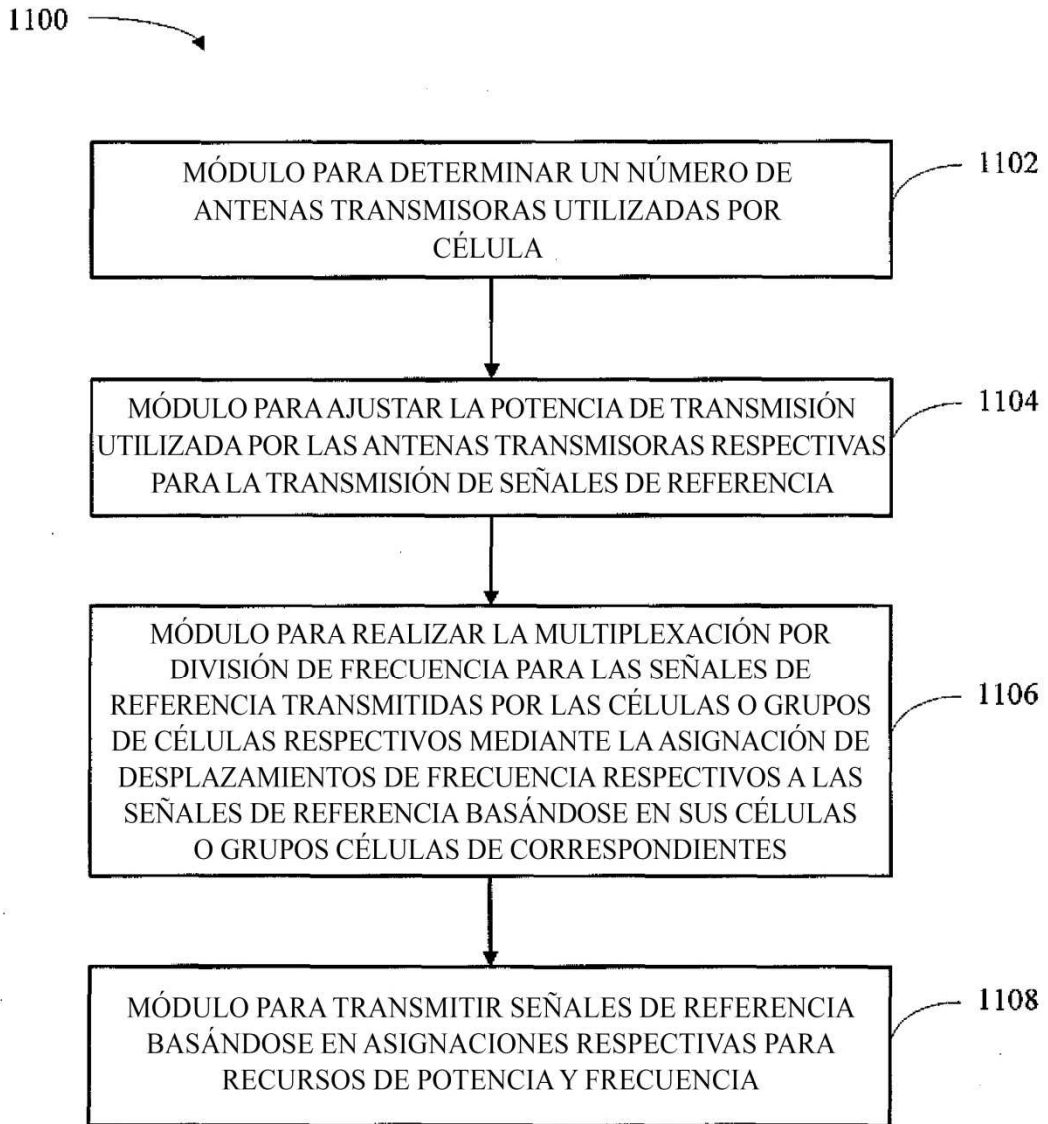 1100
MÓDULO PARA DETERMINAR UN NÚMERO DE
ANTENAS TRANSMISORAS UTILIZADAS POR
CÉLULA
1102
MÓDULO PARA AJUSTAR LA POTENCIA DE TRANSMISIÓN
UTILIZADA POR LAS ANTENAS TRANSMISORAS RESPECTIVAS
PARA LA TRANSMISIÓN DE SEÑALES DE REFERENCIA
1104
MÓDULO PARA REALIZAR LA MULTIPLEXACIÓN POR
DIVISIÓN DE FRECUENCIA PARA LAS SEÑALES DE
REFERENCIA TRANSMITIDAS POR LAS CÉLULAS O GRUPOS
DE CÉLULAS RESPECTIVOS MEDIANTE LA ASIGNACIÓN DE
DESPLAZAMIENTOS DE FRECUENCIA RESPECTIVOS A LAS
SEÑALES DE REFERENCIA BASÁNDOSE EN SUS CÉLULAS
O GRUPOS CÉLULAS DE CORRESPONDIENTES
1106
MÓDULO PARA TRANSMITIR SEÑALES DE REFERENCIA
BASÁNDOSE EN ASIGNACIONES RESPECTIVAS PARA
RECURSOS DE POTENCIA Y FRECUENCIA
1108